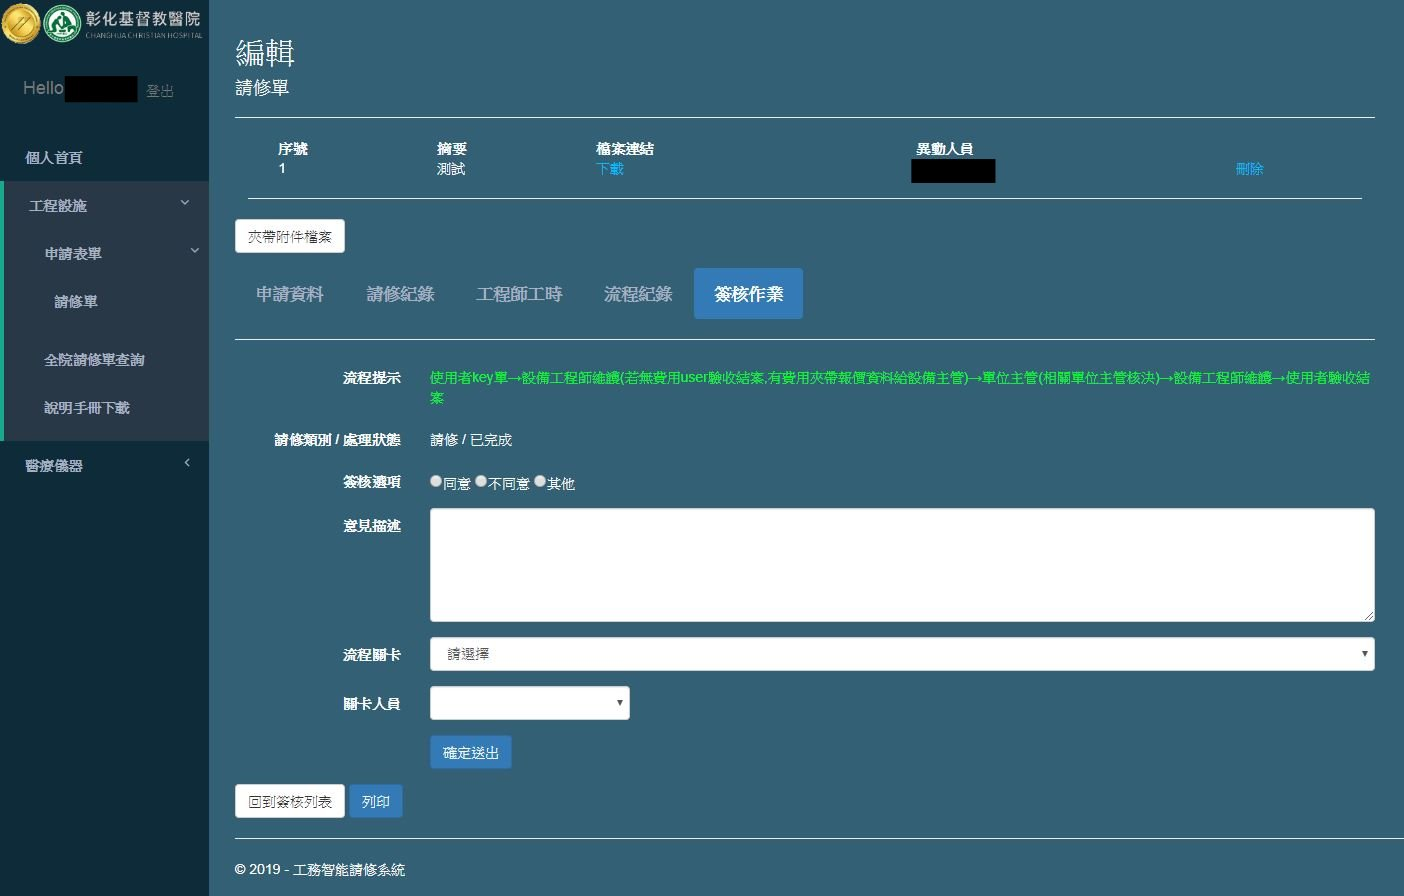 彰化基督教醫院
CHANGHUA CHRISTIAN HOSPITAL
Hello
登出
個人首頁
工程設施
申請表單
請修單
全院請修單查詢
說明手冊下載
醫療儀器
編輯
請修單
序號 摘要 檔案連結 異動人員
1 測試 下載 刪除
夾帶附件檔案
申請資料 請修紀錄 工程師工時 流程紀錄 簽核作業
流程提示 使用者key單→設備工程師維護(若無費用user驗收結案,有費用夾帶報價資料給設備主管)→單位主管(相關單位主管核決)→設備工程師維護→使用者驗收結
案
請修類別 / 處理狀態 請修 / 已完成
簽核選項 同意 不同意 其他
意見描述
流程關卡 請選擇
關卡人員
確定送出
回到簽核列表 列印
© 2019 - 工務智能請修系統